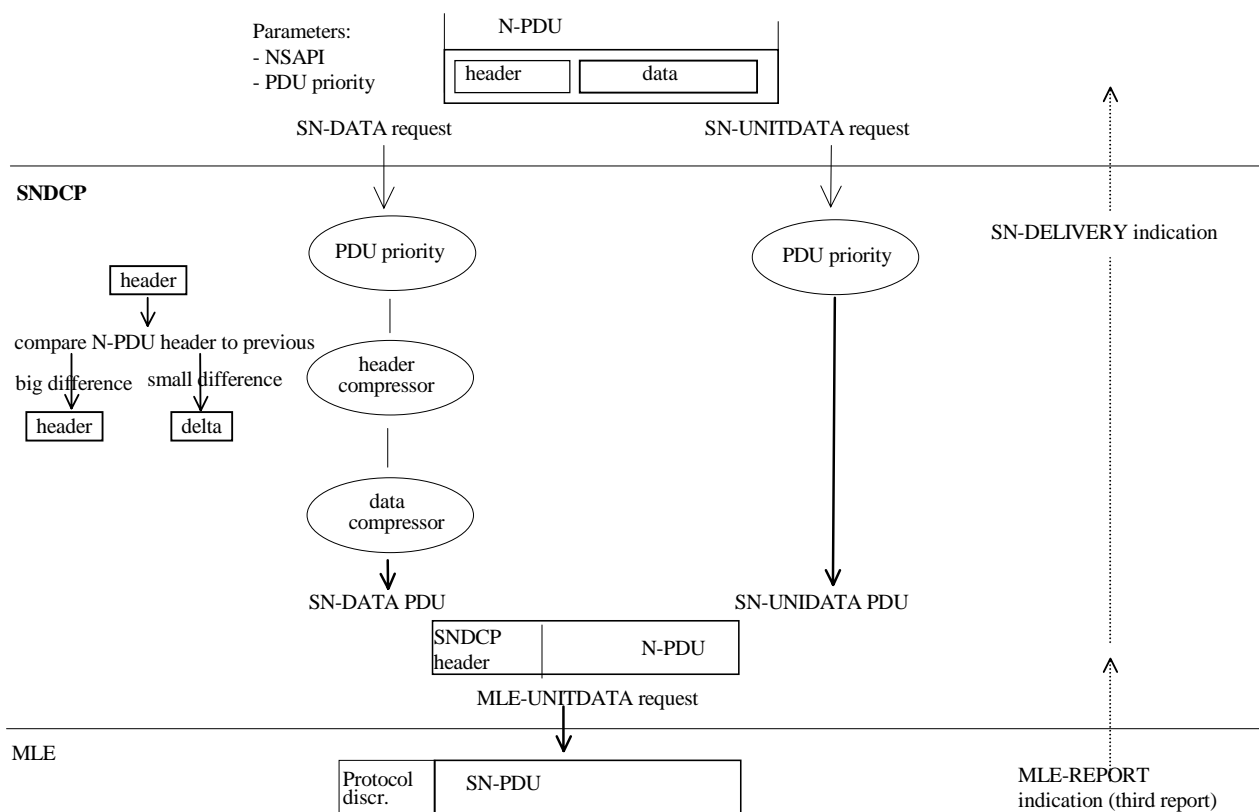 Parameters:
- NSAPI
- PDU priority
N-PDU
header
data
SN-DATA request
SN-UNITDATA request
SNDCP
PDU priority
PDU priority
SN-DELIVERY indication
header
compare N-PDU header to previous
big difference
small difference
header
delta
header
compressor
data
compressor
SN-DATA PDU
SN-UNIDATA PDU
SNDCP
header
N-PDU
MLE-UNITDATA request
MLE
Protocol
discr.
SN-PDU
MLE-REPORT
indication (third report)